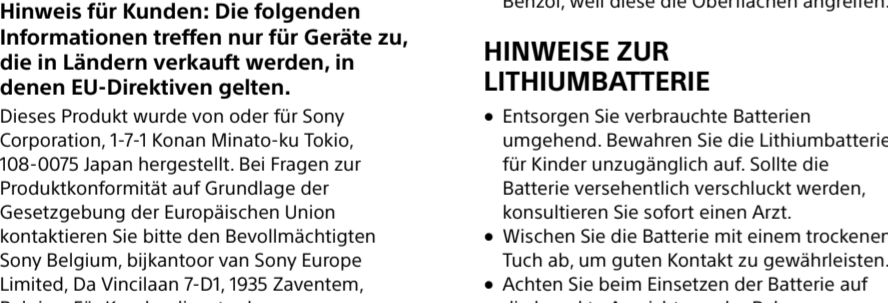 Hinweis für Kunden: Die folgenden
Informationen treffen nur für Geräte zu,
die in Ländern verkauft werden, in
denen EU-Direktiven gelten.
Dieses Produkt wurde von oder für Sony
Corporation, 1-7-1 Konan Minato-ku Tokio,
108-0075 Japan hergestellt. Bei Fragen zur
Produktkonformität auf Grundlage der
Gesetzgebung der Europäischen Union
kontaktieren Sie bitte den Bevollmächtigten
Sony Belgium, bijkantoor van Sony Europe
Limited, Da Vincilaan 7-D1, 1935 Zaventem,
Benzol, weil diese die Oberflächen angreifen.
HINWEISE ZUR
LITHIUMBATTERIE
• Entsorgen Sie verbrauchte Batterien
umgehend. Bewahren Sie die Lithiumbatterie
für Kinder unzugänglich auf. Sollte die
Batterie versehentlich verschluckt werden,
konsultieren Sie sofort einen Arzt.
• Wischen Sie die Batterie mit einem trockenen
Tuch ab, um guten Kontakt zu gewährleisten.
• Achten Sie beim Einsetzen der Batterie auf